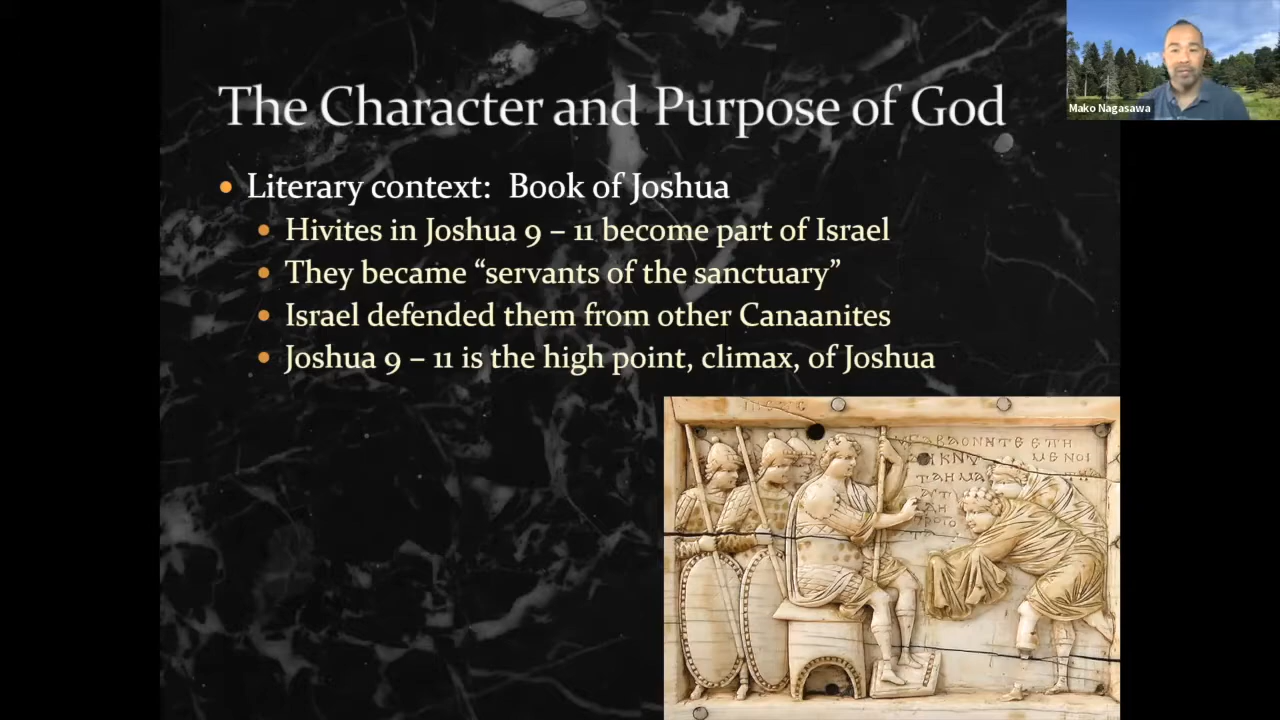 The Character and Purpose of God
Mako Nagasawa
• Literary context: Book of Joshua
• Hivites in Joshua 9 – 11 become part of Israel
• They became “servants of the sanctuary”
• Israel defended them from other Canaanites
• Joshua 9 – 11 is the high point, climax, of Joshua
ΜΕΝΟΙ